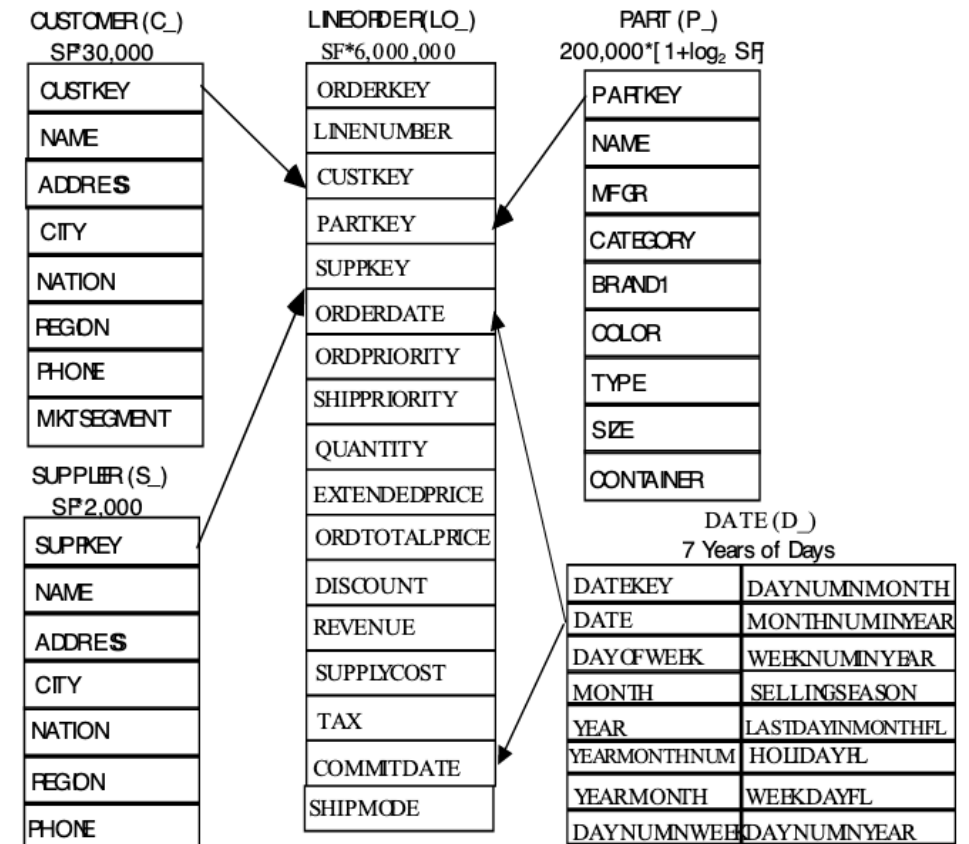 CUSTOMER (C_)
SF*30,000
CUSTKEY
NAME
ADDRESS
CITY
NATION
REGION
PHONE
MKTSEGMENT
SUPPLIER (S_)
SF*2,000
SUPPKEY
NAME
ADDRESS
CITY
NATION
REGION
PHONE
LINEORDER(LO_)
SF*6,000,000
ORDERKEY
LINENUMBER
CUSTKEY
PARTKEY
SUPPKEY
ORDERDATE
ORDPRIORITY
SHIPPRIORITY
QUANTITY
EXTENDEDPRICE
ORDTOTALPRICE
DISCOUNT
REVENUE
SUPPLYCOST
TAX
COMMITDATE
SHIPMODE
PART (P_)
200,000*[1+log₂ SF]
PARTKEY
NAME
MFGR
CATEGORY
BRAND1
COLOR
TYPE
SIZE
CONTAINER
DATE (D_)
7 Years of Days
DATEKEY DAYNUMINMONTH
DATE MONTHNUMINYEAR
DAYOFWEEK WEEKNUMINYEAR
MONTH SELLINGSEASON
YEAR LASTDAYINMONTHFL
YEARMONTHNUM HOLIDAYFL
YEARMONTH WEEKDAYFL
DAYNUMINWEEK DAYNUMINYEAR